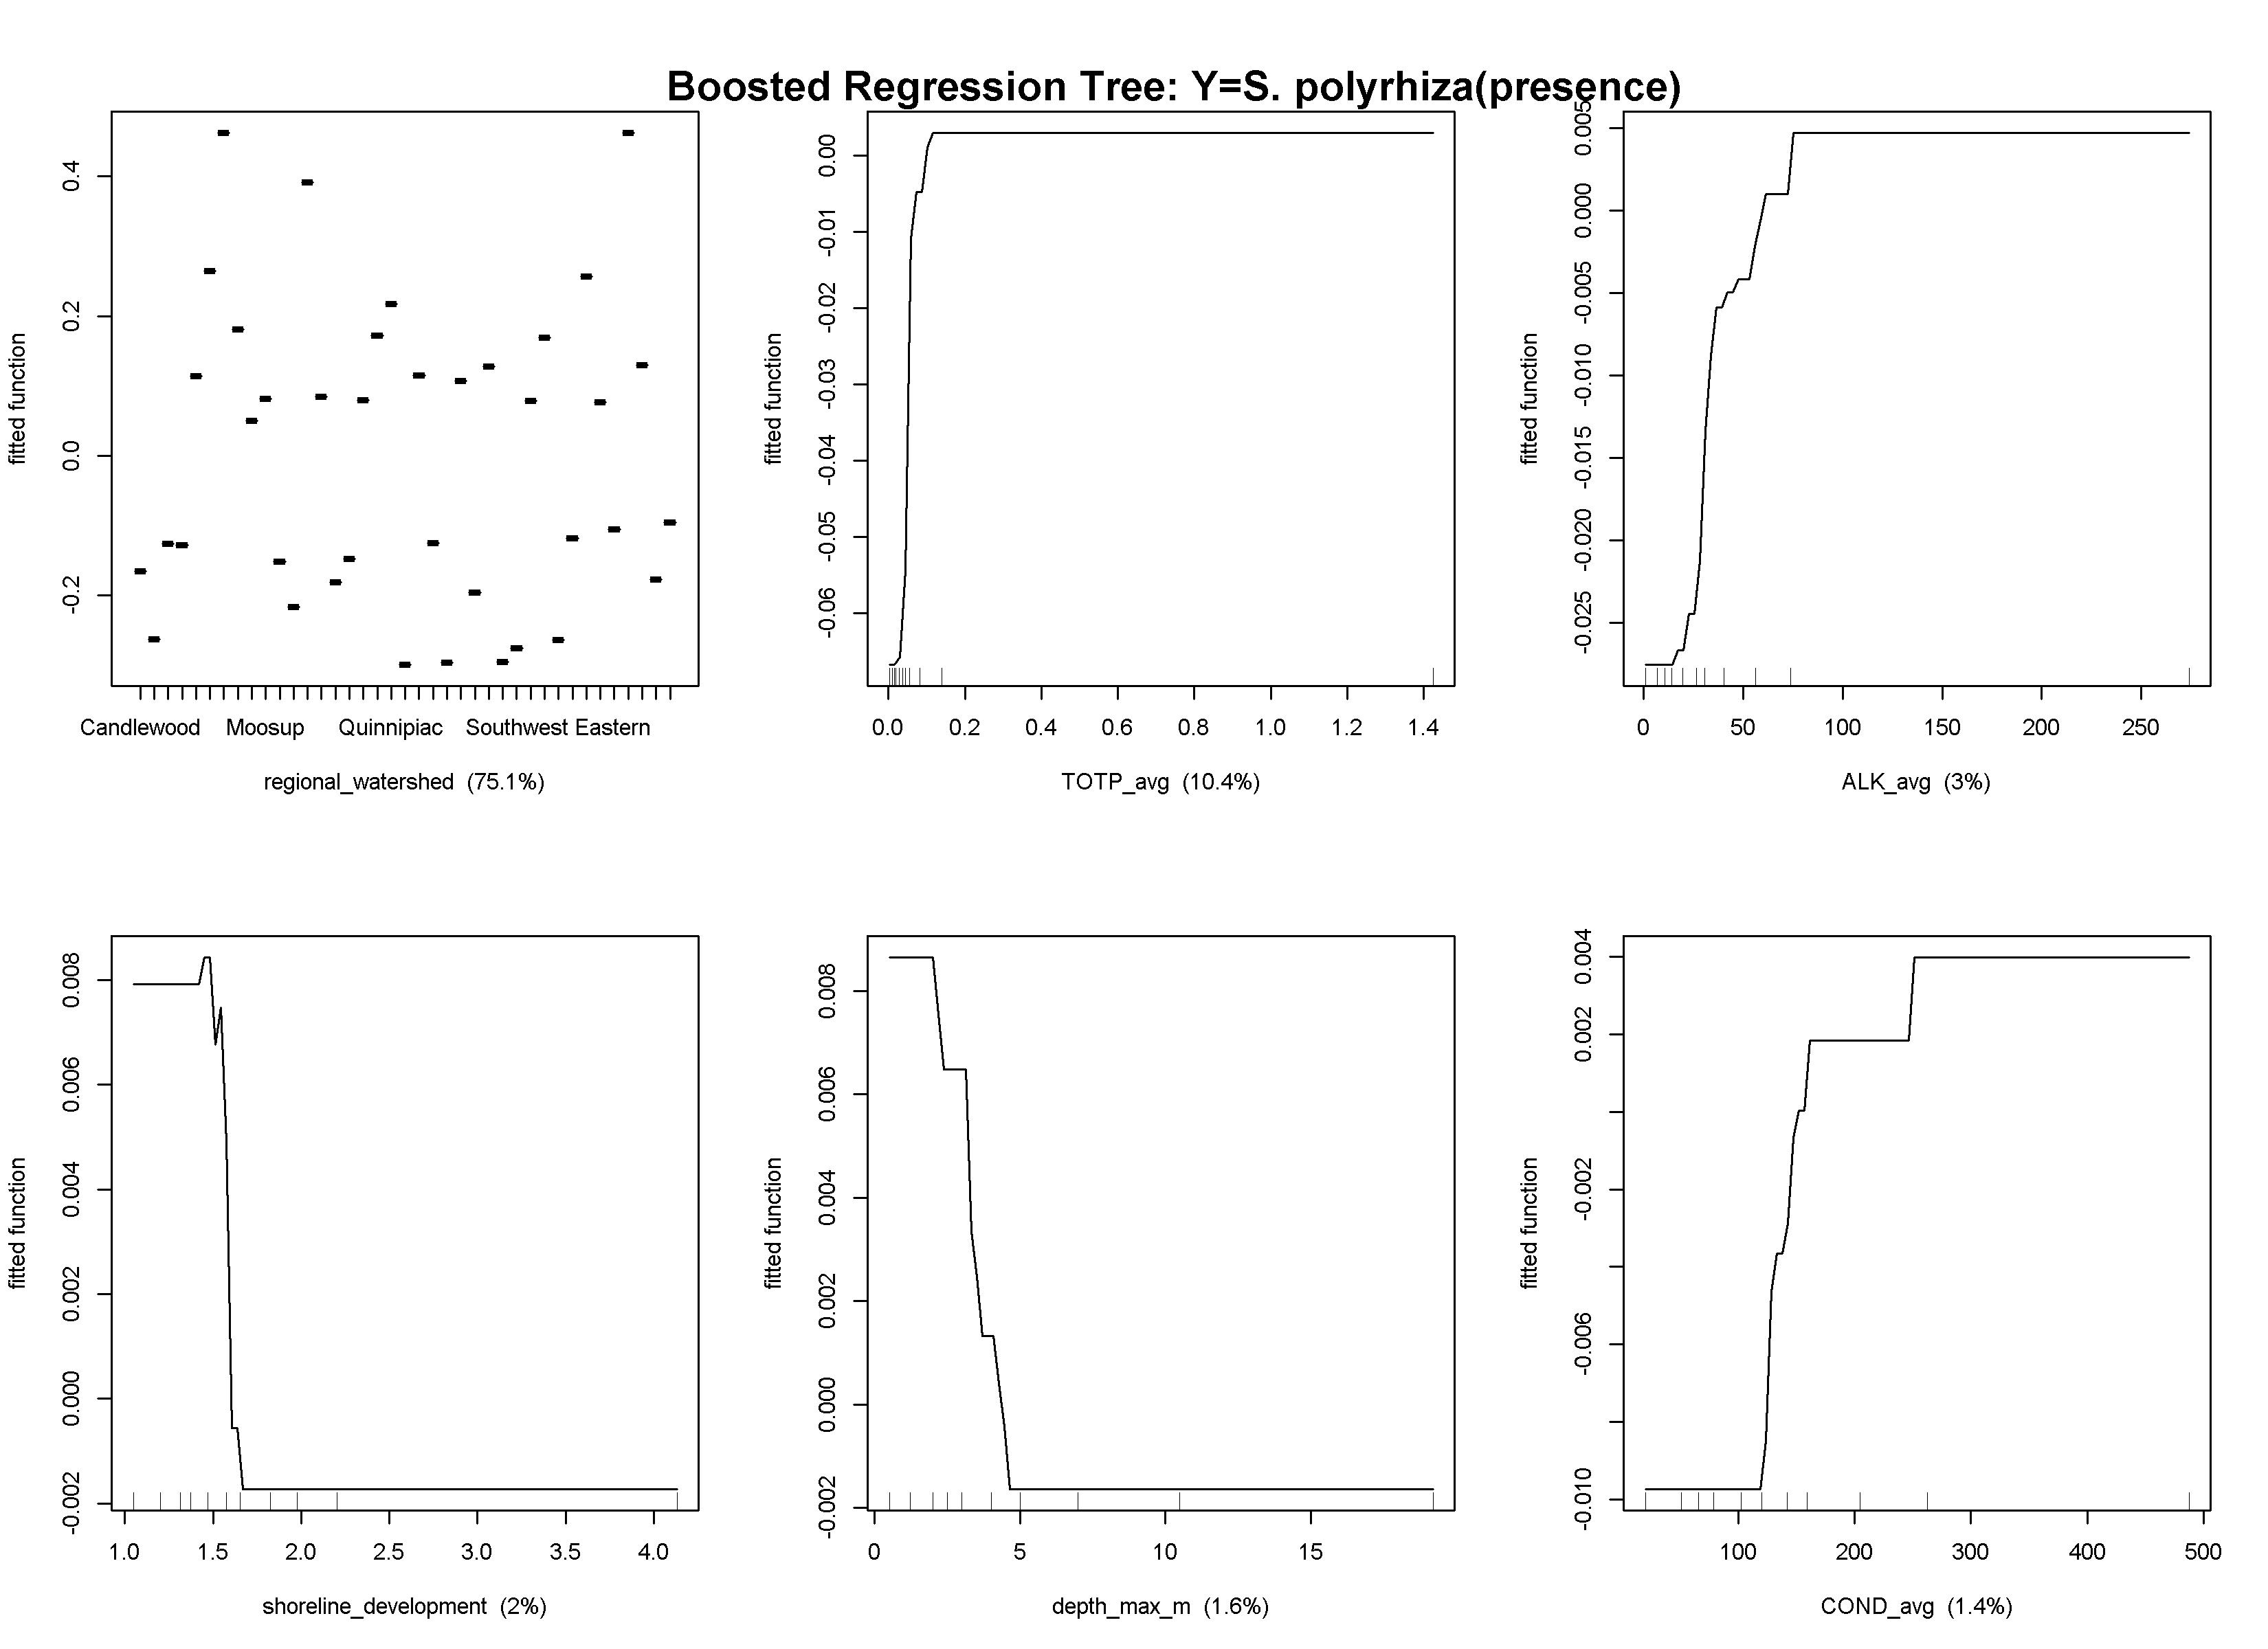 Boosted Regression Tree: Y=S. polyrhiza(presence)
fitted function
0.4
0.2
0.0
-0.2
Candlewood Moosup Quinnipiac Southwest Eastern
regional_watershed (75.1%)
fitted function
0.00
-0.01
-0.02
-0.03
-0.04
-0.05
-0.06
0.0 0.2 0.4 0.6 0.8 1.0 1.2 1.4
TOTP_avg (10.4%)
fitted function
0.005
0.000
-0.005
-0.010
-0.015
-0.020
-0.025
0 50 100 150 200 250
ALK_avg (3%)
fitted function
0.008
0.006
0.004
0.002
0.000
-0.002
1.0 1.5 2.0 2.5 3.0 3.5 4.0
shoreline_development (2%)
fitted function
0.008
0.006
0.004
0.002
0.000
-0.002
0 5 10 15
depth_max_m (1.6%)
fitted function
0.004
0.002
-0.002
-0.006
-0.010
100 200 300 400 500
COND_avg (1.4%)